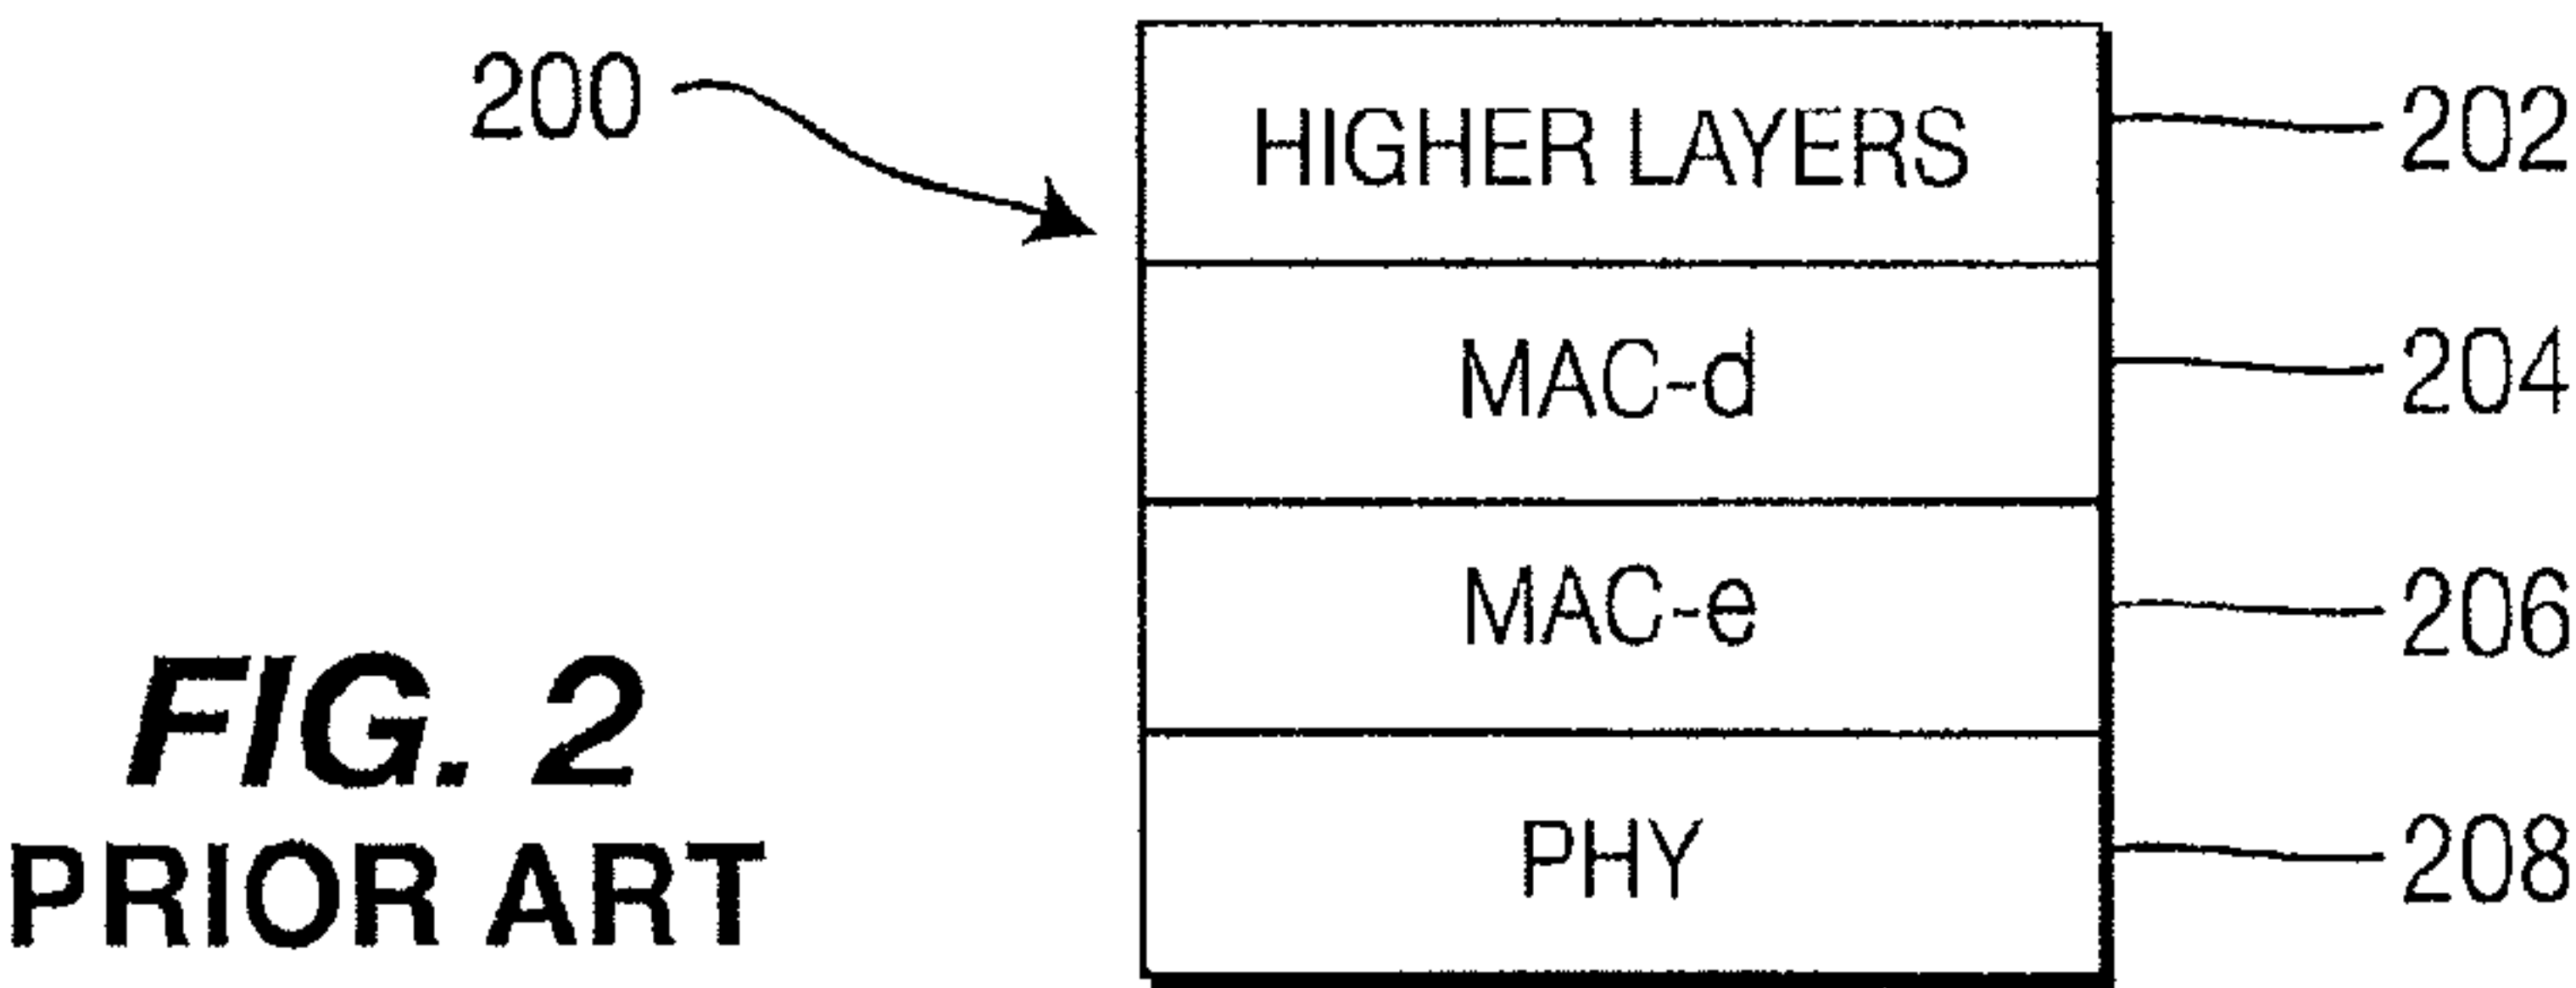 200
HIGHER LAYERS
202
MAC-d
204
MAC-e
206
PHY
208
FIG. 2
PRIOR ART